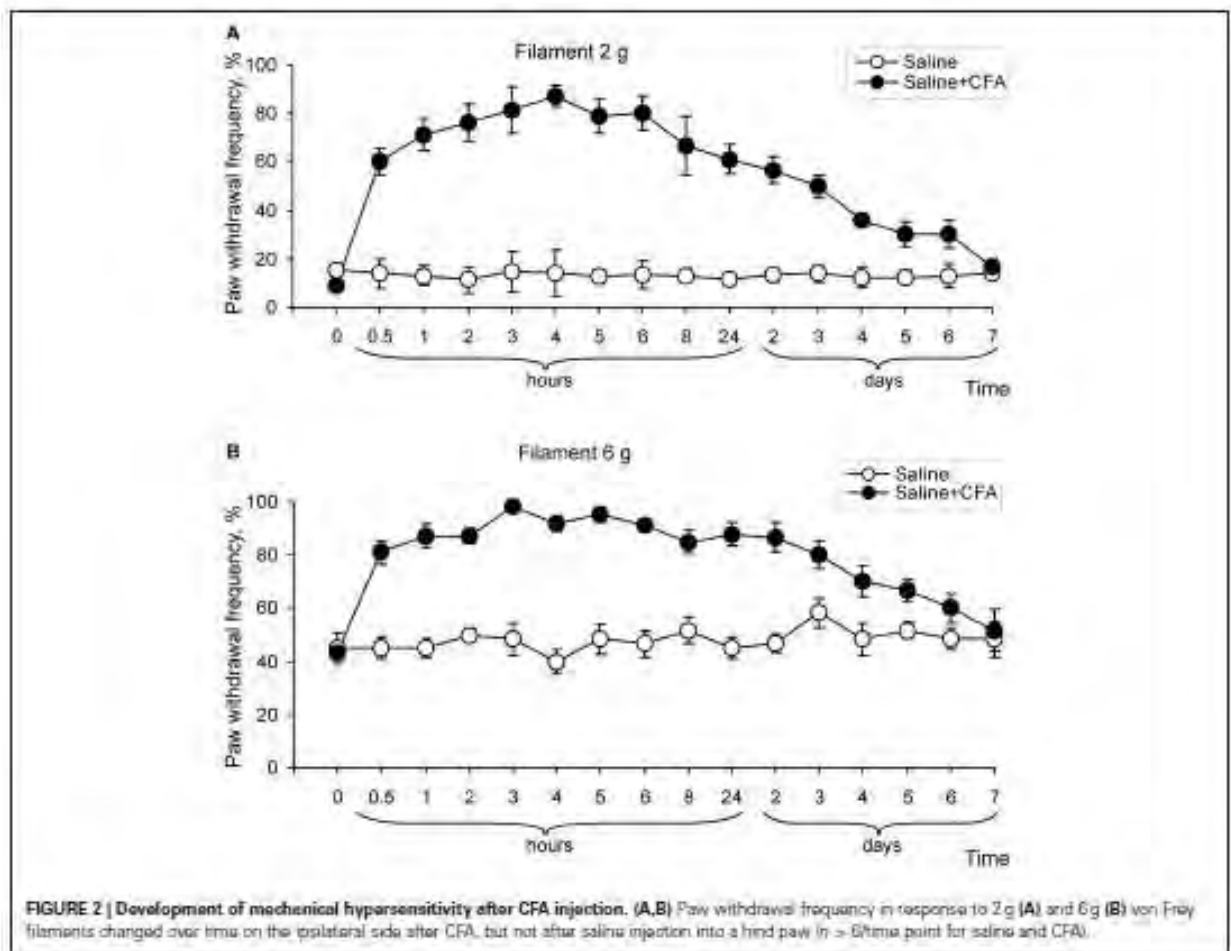 A
Filament 2 g
Saline
Saline+CFA
Paw withdrawal frequency, %
100
80
60
40
20
0
0 0.5 1 2 3 4 5 6 8 24 2 3 4 5 6 7
hours days
Time
B
Filament 6 g
Saline
Saline+CFA
Paw withdrawal frequency, %
100
80
60
40
20
0
0 0.5 1 2 3 4 5 6 8 24 2 3 4 5 6 7
hours days
Time
FIGURE 2 | Development of mechanical hypersensitivity after CFA injection. (A,B) Paw withdrawal frequency in response to 2 g (A) and 6 g (B) von Frey
filaments changed over time on the ipsilateral side after CFA, but not after saline injection into a hind paw (n > 6/time point for saline and CFA).